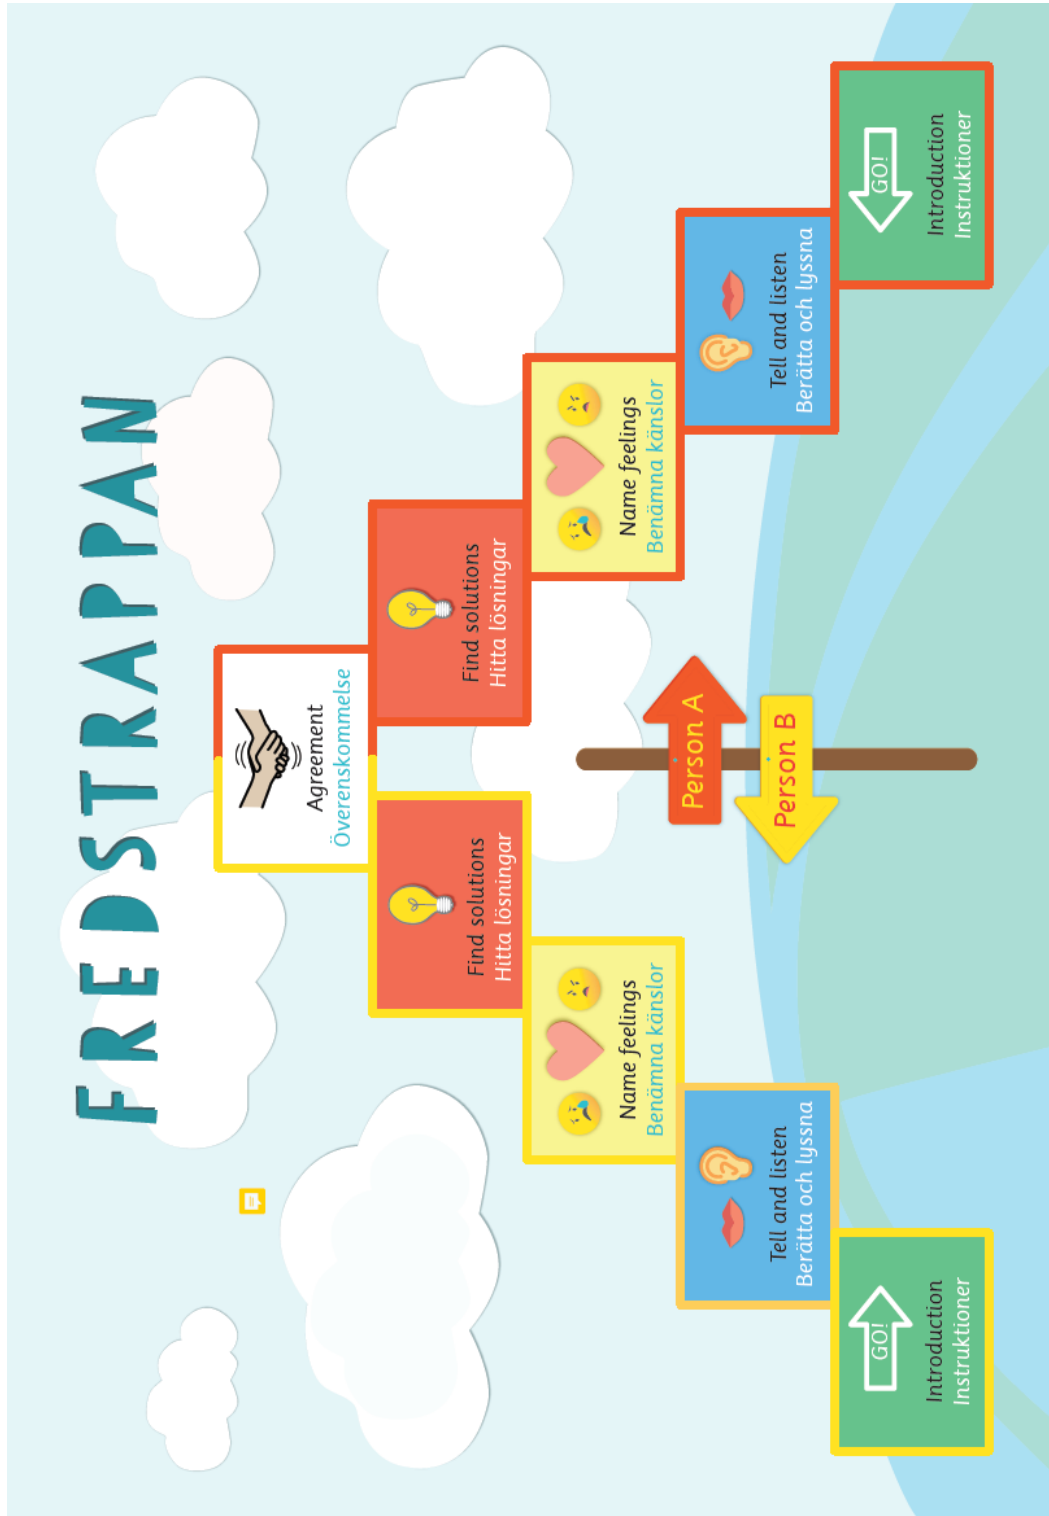 FREDSTRAPPAN
Agreement
Överenskommelse
Find solutions
Hitta lösningar
Find solutions
Hitta lösningar
Name feelings
Benämna känslor
Name feelings
Benämna känslor
Person A
Person B
Tell and listen
Berätta och lyssna
Tell and listen
Berätta och lyssna
GO!
Introduction
Instruktioner
GO!
Introduction
Instruktioner